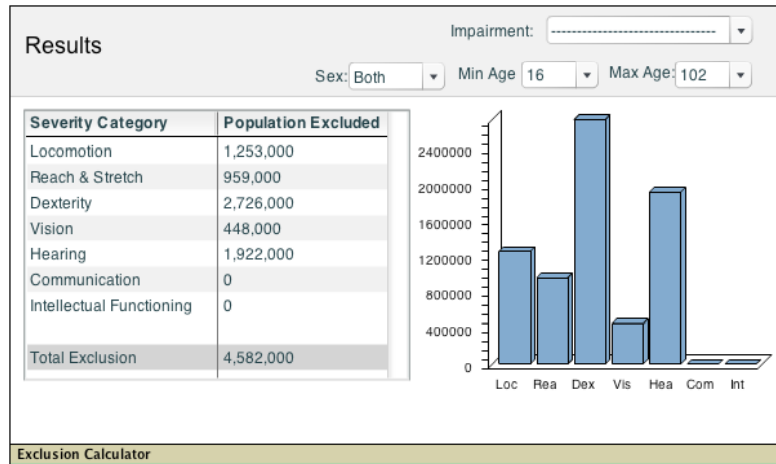 Results
Impairment: --------------------------------
Sex: Both Min Age 16 Max Age: 102
Severity Category Population Excluded
Locomotion 1,253,000
Reach & Stretch 959,000
Dexterity 2,726,000
Vision 448,000
Hearing 1,922,000
Communication 0
Intellectual Functioning 0
Total Exclusion 4,582,000
2400000
2000000
1600000
1200000
800000
400000
0
Loc Rea Dex Vis Hea Com Int
Exclusion Calculator